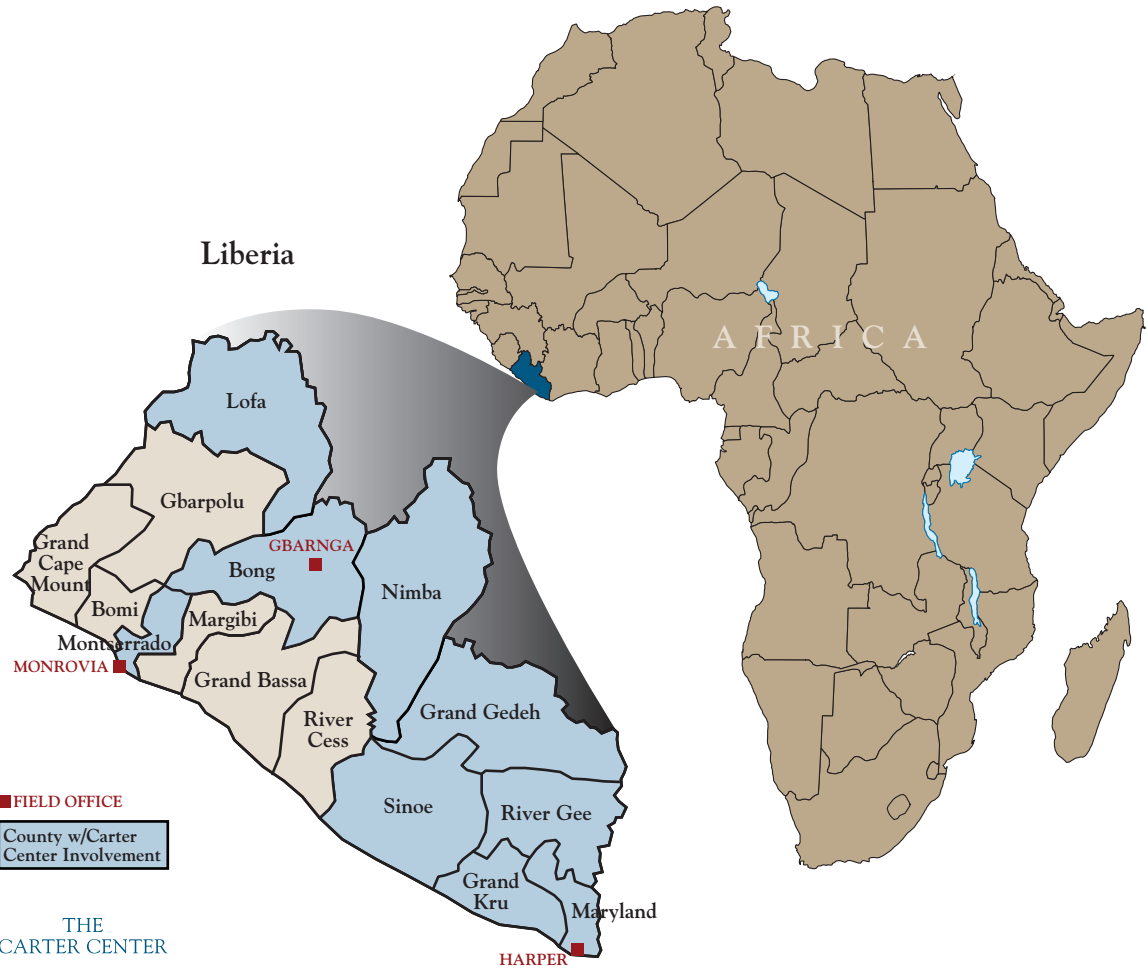 Liberia
AFRICA
Lofa
Gbarpolu
Grand
Cape
Mount
GBARNGA
Bong
Nimba
Bomi
Margibi
Montserrado
MONROVIA
Grand Bassa
River
Cess
Grand Gedeh
Sinoe
River Gee
Grand
Kru
Maryland
HARPER
FIELD OFFICE
County w/Carter
Center Involvement
THE
CARTER CENTER